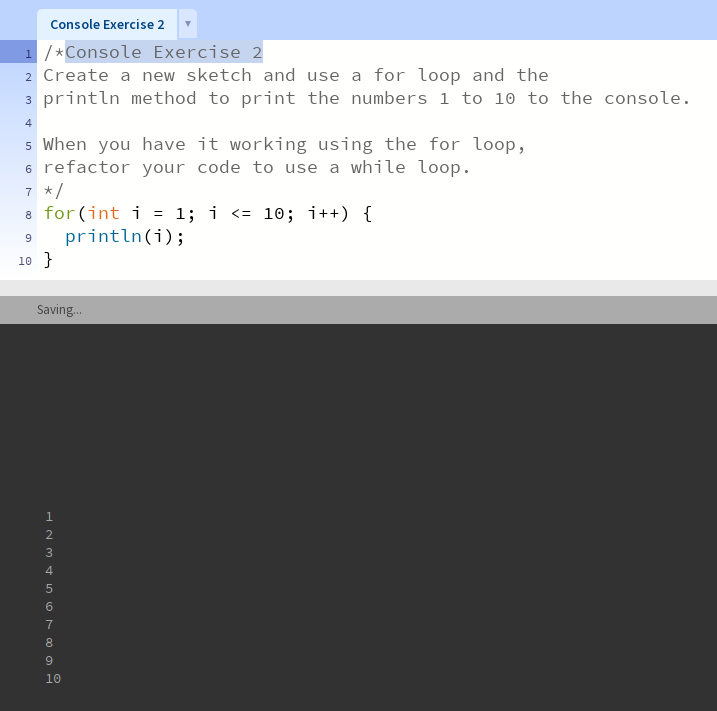 Console Exercise 2 ▼
1 /*Console Exercise 2
2 Create a new sketch and use a for loop and the
3 println method to print the numbers 1 to 10 to the console.
4
5 When you have it working using the for loop,
6 refactor your code to use a while loop.
7 */
8 for(int i = 1; i <= 10; i++) {
9   println(i);
10 }
Saving...
1
2
3
4
5
6
7
8
9
10